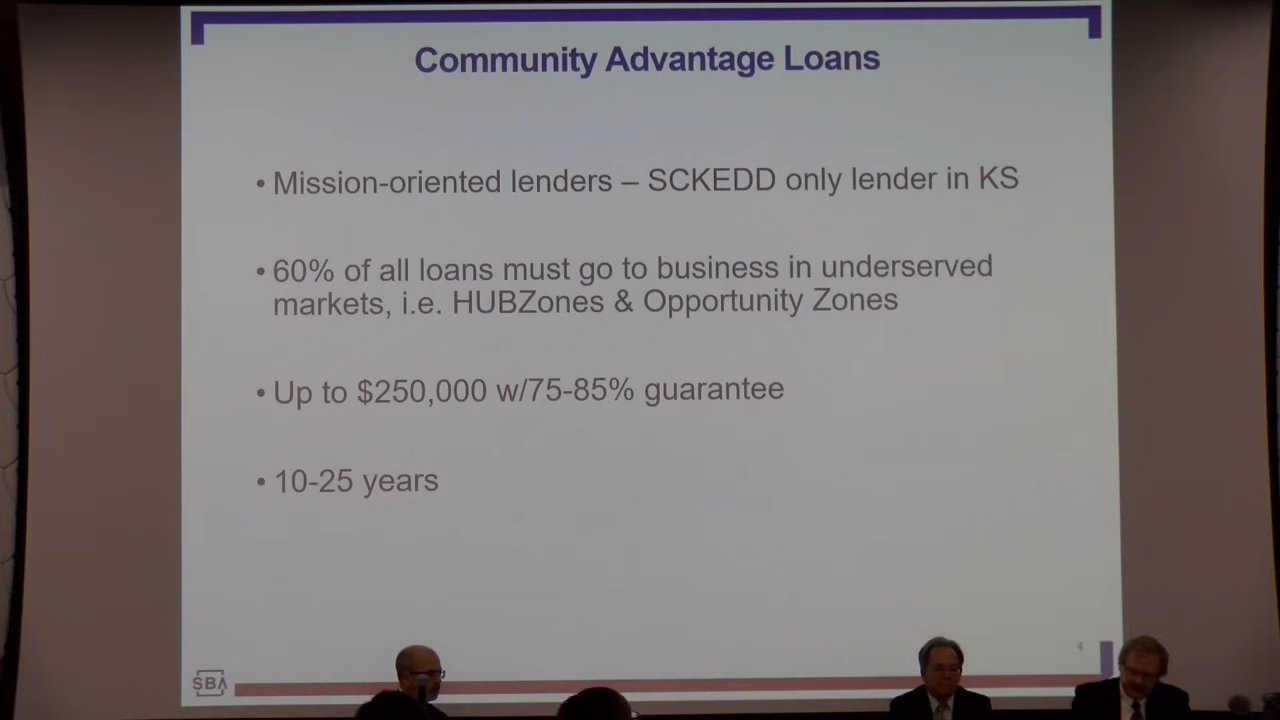 Community Advantage Loans
• Mission-oriented lenders – SCKEDD only lender in KS
• 60% of all loans must go to business in underserved
markets, i.e. HUBZones & Opportunity Zones
• Up to $250,000 w/75-85% guarantee
• 10-25 years
4
SBA